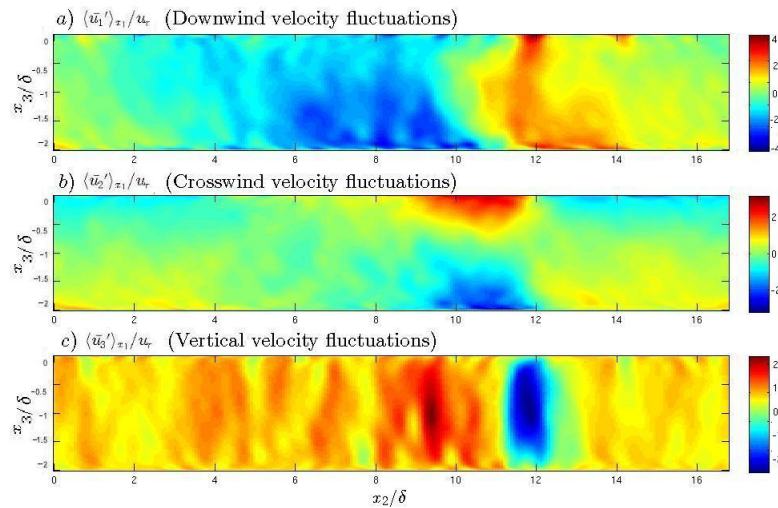 a) ⟨ū₁′⟩ₓ₁/uτ (Downwind velocity fluctuations)
x₃/δ
0
-0.5
-1
-1.5
-2
0 2 4 6 8 10 12 14 16
4
2
0
-2
-4
b) ⟨ū₂′⟩ₓ₁/uτ (Crosswind velocity fluctuations)
x₃/δ
0
-0.5
-1
-1.5
-2
0 2 4 6 8 10 12 14 16
2
0
-2
c) ⟨ū₃′⟩ₓ₁/uτ (Vertical velocity fluctuations)
x₃/δ
0
-0.5
-1
-1.5
-2
0 2 4 6 8 10 12 14 16
2
1
0
-1
-2
x₂/δ